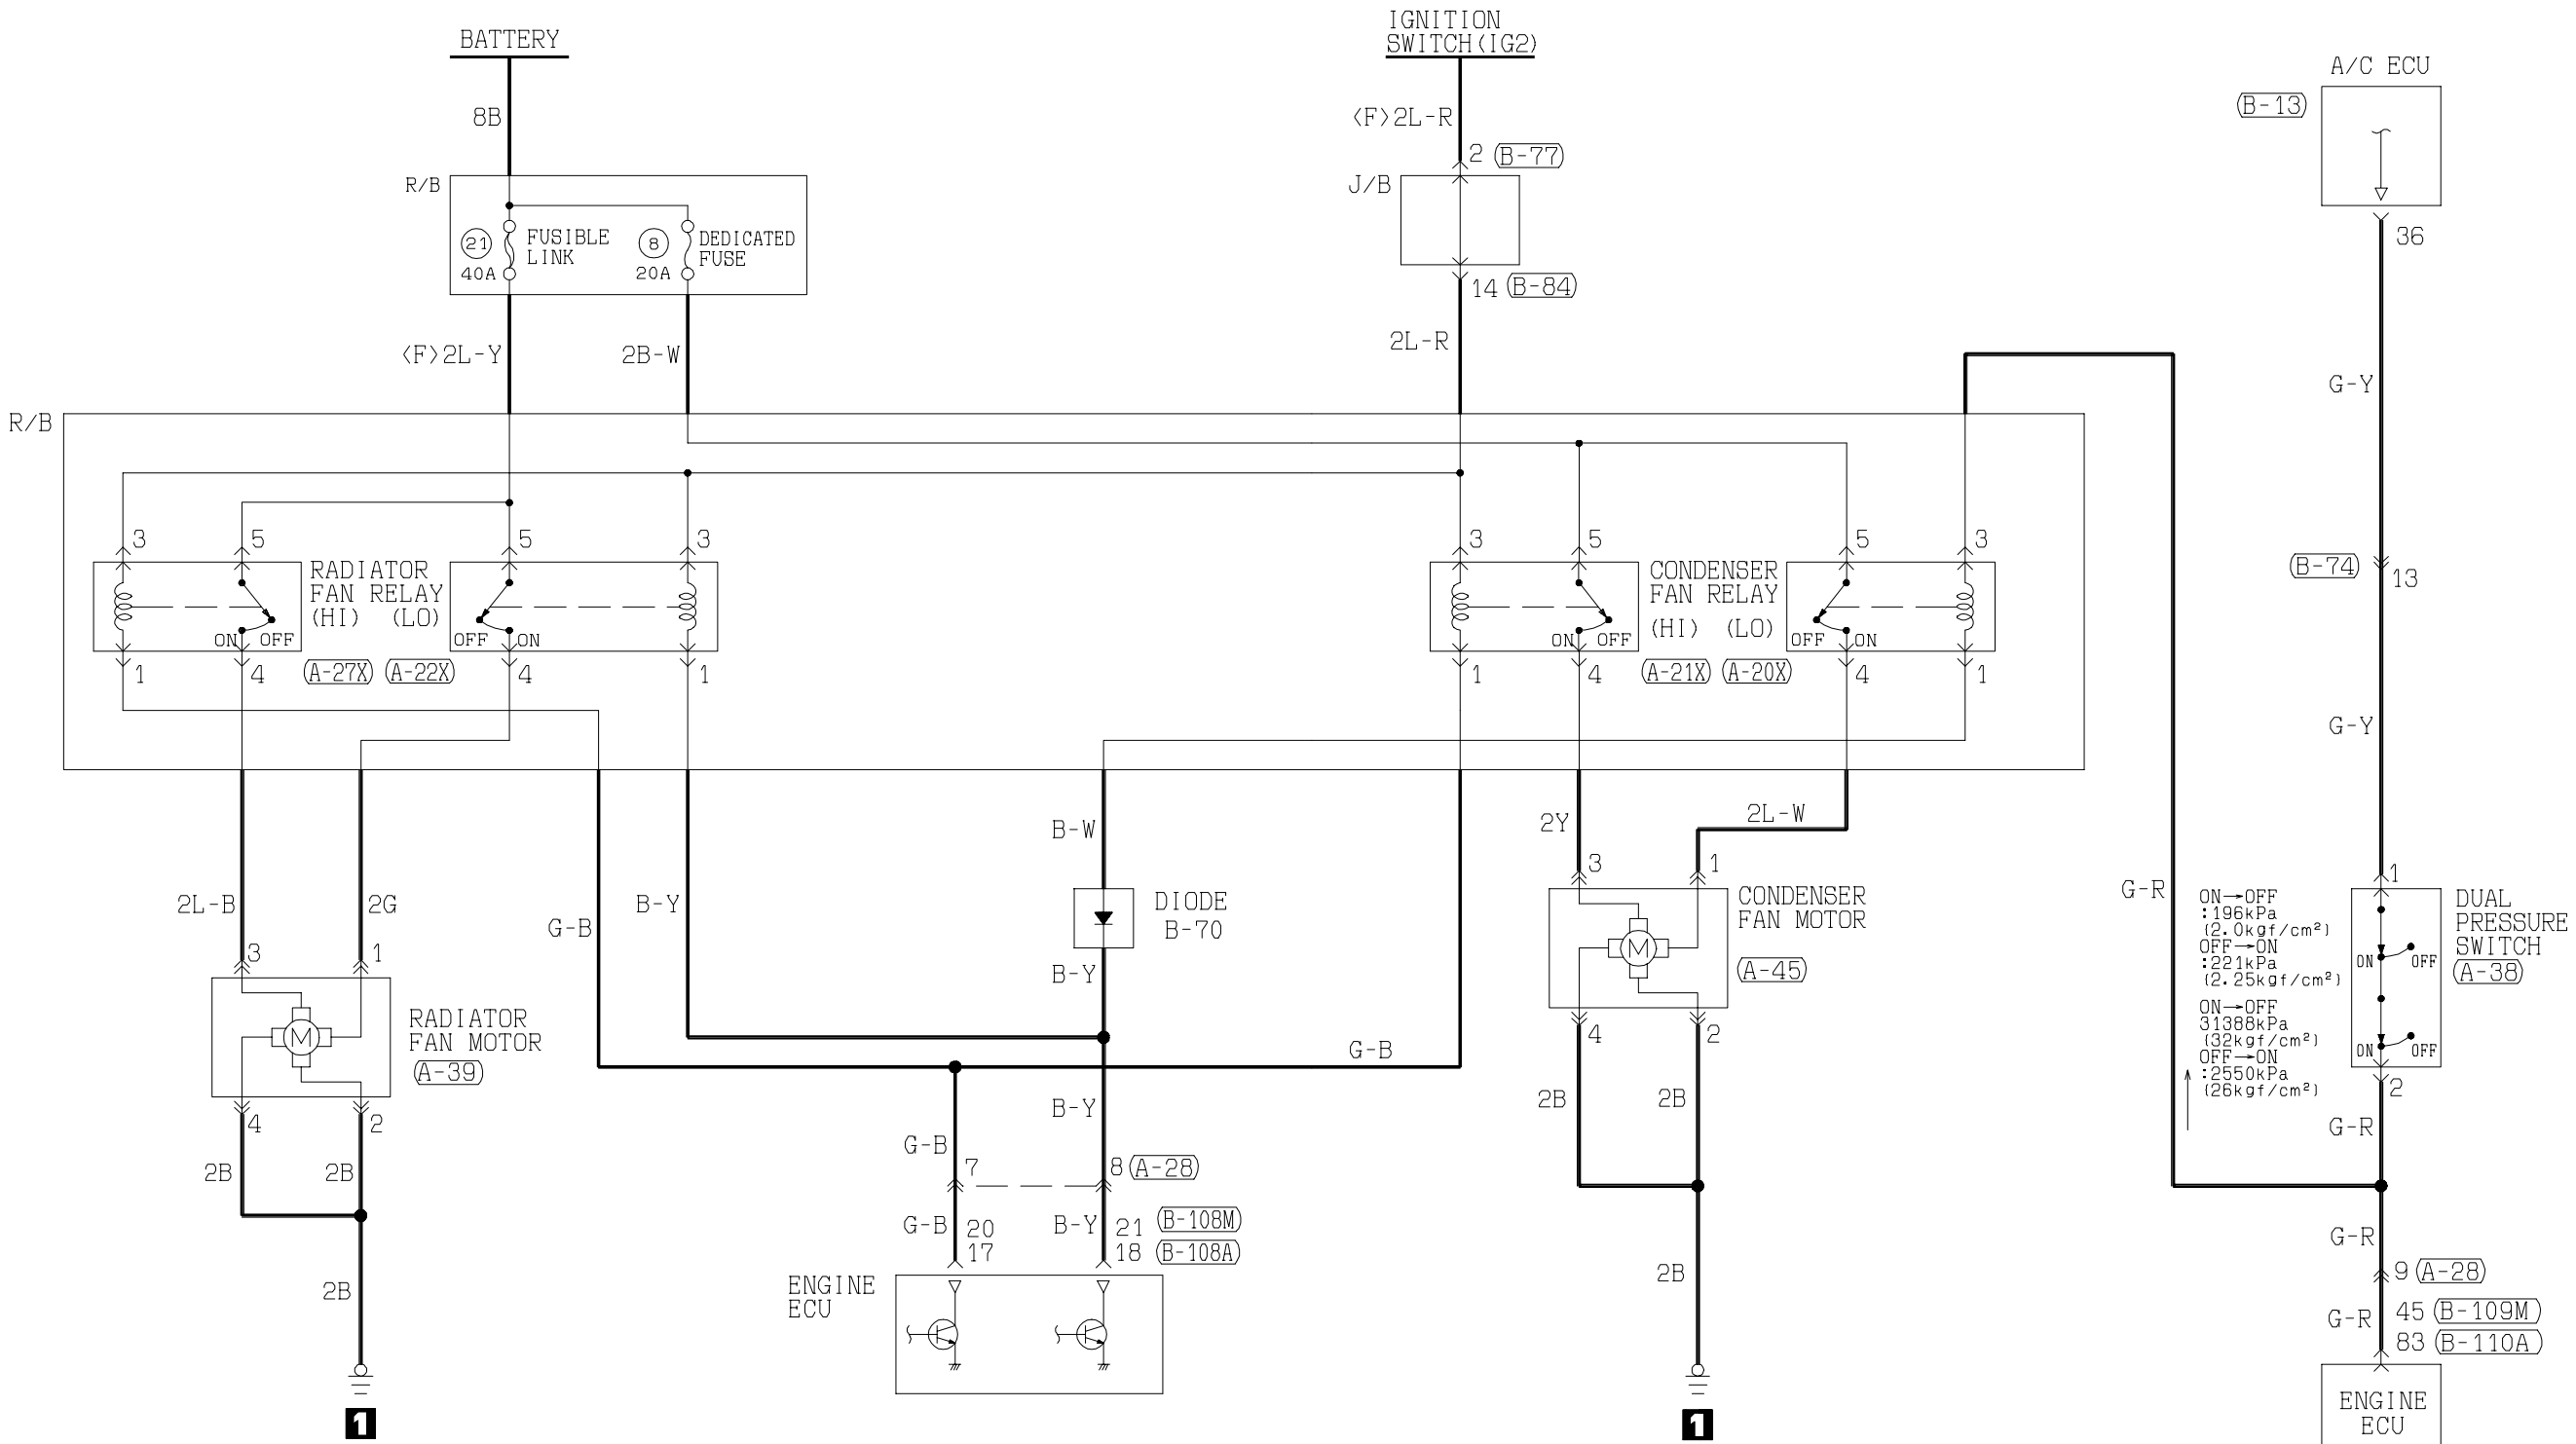 BATTERY
8B
R/B
21
40A
FUSIBLE
LINK
8
20A
DEDICATED
FUSE
<F>2L-Y
2B-W
IGNITION
SWITCH(IG2)
<F>2L-R
2 B-77
J/B
14 B-84
2L-R
A/C ECU
B-13
36
G-Y
B-74
13
G-Y
R/B
3
5
RADIATOR
FAN RELAY
(HI) (LO)
ON OFF
1
4
A-27X A-22X
5
3
OFF ON
4
1
3
5
CONDENSER
FAN RELAY
(HI) (LO)
ON OFF
1
4
A-21X A-20X
5
3
OFF ON
4
1
2L-B
2G
3
1
RADIATOR
FAN MOTOR
A-39
M
4
2
2B
2B
2B
1
G-B
B-Y
B-W
DIODE
B-70
B-Y
G-B
B-Y
G-B
7
8 A-28
G-B
20
17
B-Y
21 B-108M
18 B-108A
ENGINE
ECU
2Y
2L-W
3
1
CONDENSER
FAN MOTOR
A-45
M
4
2
2B
2B
2B
1
G-R
ON→OFF
:196kPa
(2.0kgf/cm²)
OFF→ON
:221kPa
(2.25kgf/cm²)
ON→OFF
31388kPa
(32kgf/cm²)
OFF→ON
:2550kPa
(26kgf/cm²)
1
DUAL
PRESSURE
SWITCH
A-38
ON OFF
ON OFF
2
G-R
G-R
9 A-28
G-R
45 B-109M
83 B-110A
ENGINE
ECU